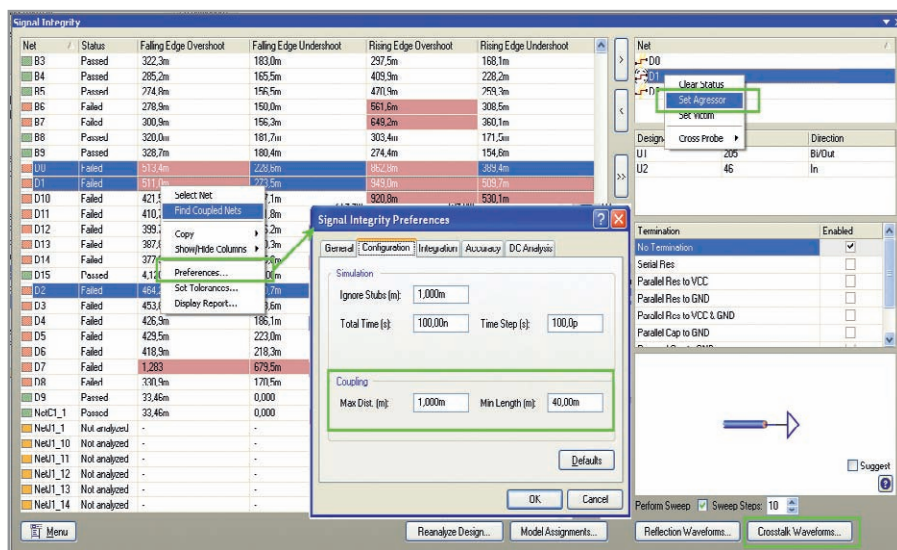 Signal Integrity
Net Status Falling Edge Overshoot Falling Edge Undershoot Rising Edge Overshoot Rising Edge Undershoot
B3 Passed 322,3m 183,0m 297,5m 168,1m
B4 Passed 285,2m 165,5m 409,9m 228,2m
B5 Passed 274,8m 156,5m 470,9m 259,3m
B6 Failed 278,9m 150,0m 561,6m 308,5m
B7 Failed 300,9m 156,3m 649,2m 360,1m
B8 Passed 320,0m 181,7m 303,4m 171,5m
B9 Passed 328,7m 180,4m 274,4m 154,6m
D0 Failed 513,4m 228,6m 862,8m 389,4m
D1 Failed 511,0m 949,0m 509,7m
D10 Failed 920,8m 530,1m
D11 Failed
D12 Failed
D13 Failed
D14 Failed
D15 Passed
D2 Failed
D3 Failed
D4 Failed 426,9m 186,1m
D5 Failed 429,5m 223,0m
D6 Failed 418,9m 218,3m
D7 Failed 1,283 679,5m
D8 Failed 330,9m 170,5m
D9 Passed 33,46m 0,000
NetC1_1 Passed 33,46m 0,000
NetJ1_1 Not analyzed - -
NetJ1_10 Not analyzed - -
NetJ1_11 Not analyzed - -
NetJ1_12 Not analyzed - -
NetJ1_13 Not analyzed - -
NetJ1_14 Not analyzed - -
Select Net
Find Coupled Nets
Copy
Show/Hide Columns
Preferences...
Set Tolerances...
Display Report...
Signal Integrity Preferences
General Configuration Integration Accuracy DC Analysis
Simulation
Ignore Stubs (m): 1,000m
Total Time (s): 100,00n Time Step (s): 100,0p
Coupling
Max Dist. (m): 1,000m Min Length (m): 40,00m
Defaults
OK Cancel
Net
D0
D1
Clear Status
Set Agressor
Set Victim
Cross Probe
Direction
U1 205 Bi/Out
U2 46 In
Termination Enabled
No Termination
Serial Res
Parallel Res to VCC
Parallel Res to GND
Parallel Res to VCC & GND
Parallel Cap to GND
Suggest
Perform Sweep Sweep Steps: 10
Menu Reanalyze Design... Model Assignments... Reflection Waveforms... Crosstalk Waveforms...